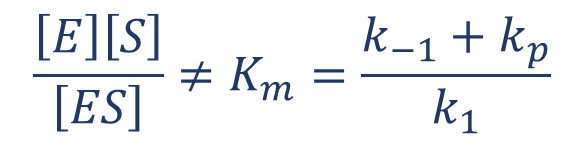 [E][S] / [ES] ≠ K_m = (k_{-1} + k_p) / k_1